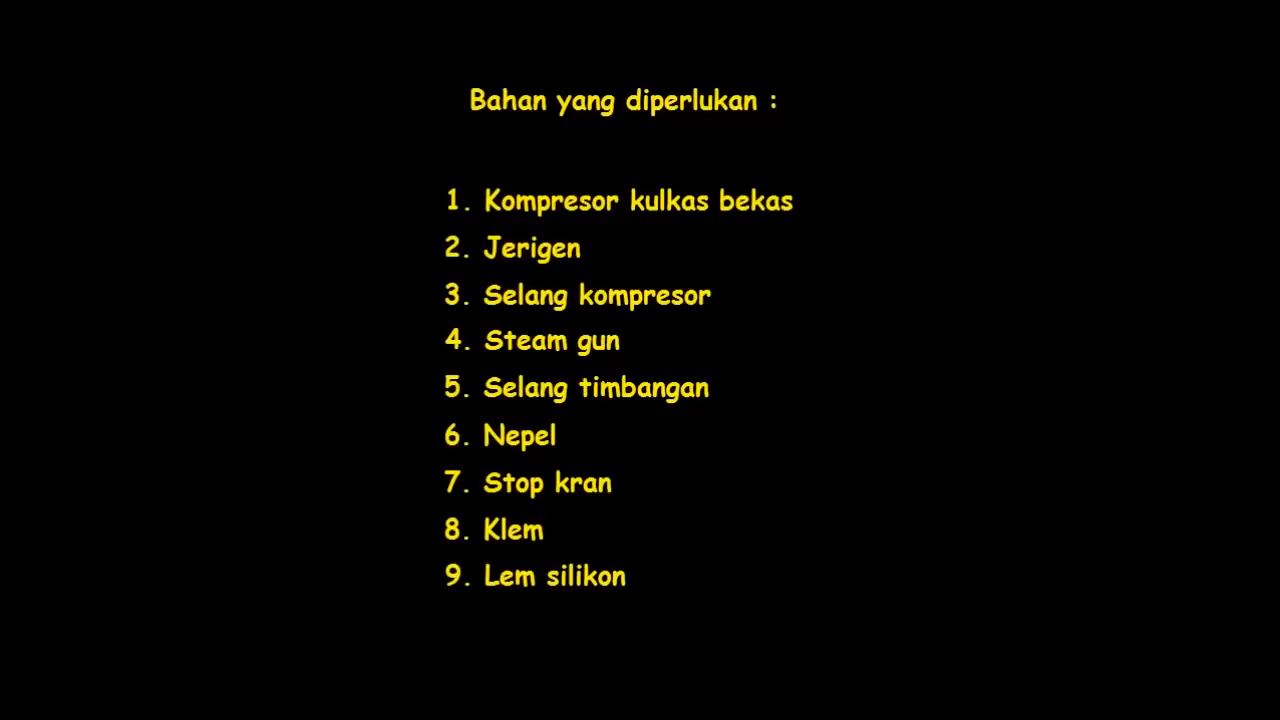 Bahan yang diperlukan :
1. Kompresor kulkas bekas
2. Jerigen
3. Selang kompresor
4. Steam gun
5. Selang timbangan
6. Nepel
7. Stop kran
8. Klem
9. Lem silikon